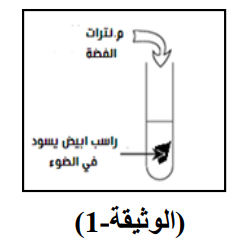 م.نترات
الفضة
راسب ابيض يسود
في الضوء
(الوثيقة-1)